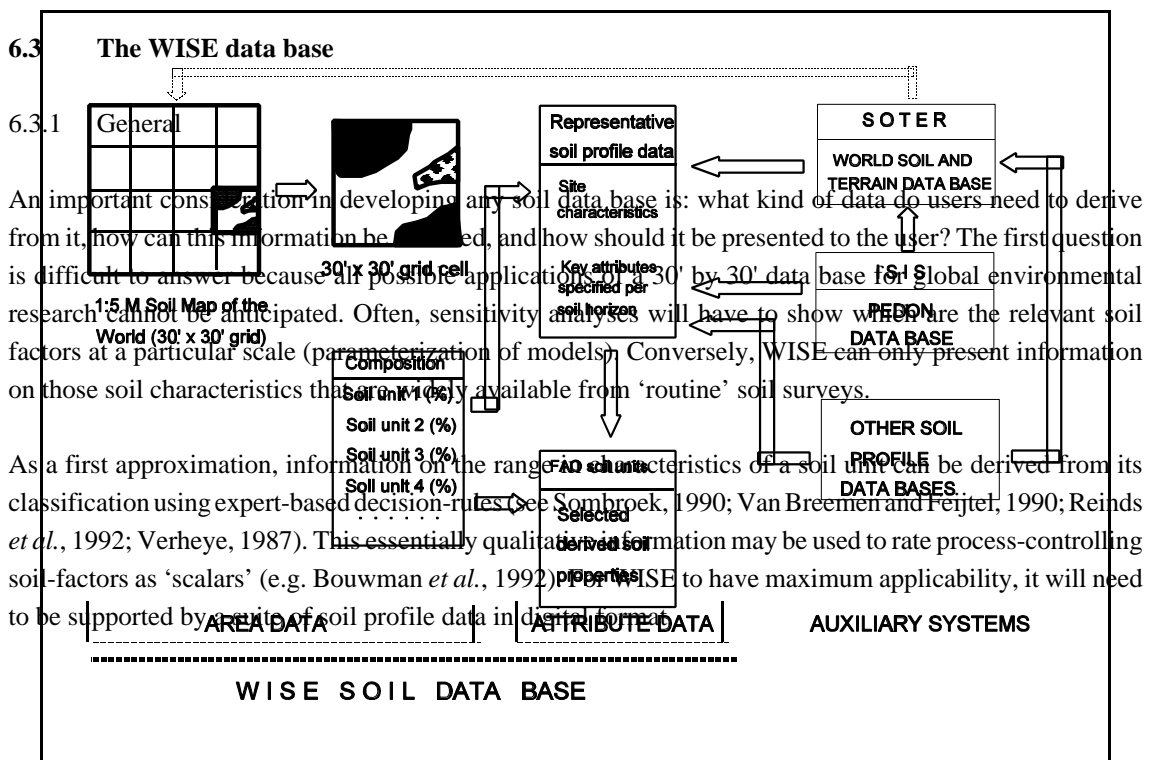 6.3 The WISE data base
6.3.1 General
An important consideration in developing any soil data base is: what kind of data do users need to derive
from it, how can this information be, and how should it be presented to the user? The first question
is difficult to answer because all possible applications of a 30' by 30' data base for global environmental
research cannot be anticipated. Often, sensitivity analyses will have to show which are the relevant soil
factors at a particular scale (parameterization of models). Conversely, WISE can only present information
on those soil characteristics that are widely available from ‘routine’ soil surveys.
As a first approximation, information on the range in characteristics of a soil unit can be derived from its
classification using expert-based decision-rules (see Sombroek, 1990; Van Breemen and Feijtel, 1990; Reinds
et al., 1992; Verheye, 1987). This essentially qualitative information may be used to rate process-controlling
soil-factors as ‘scalars’ (e.g. Bouwman et al., 1992). For WISE to have maximum applicability, it will need
to be supported by a suite of soil profile data in digital format.
1:5 M Soil Map of the
World (30' x 30' grid)
30' x 30' grid cell
Composition
Soil unit 1 (%)
Soil unit 2 (%)
Soil unit 3 (%)
Soil unit 4 (%)
. . . . . .
Representative
soil profile data
Site
characteristics
Key attributes
specified per
soil horizon
FAO soil units
Selected
derived soil
properties
S O T E R
WORLD SOIL AND
TERRAIN DATA BASE
I S I S
PEDON
DATA BASE
OTHER SOIL
PROFILE
DATA BASES
AREA DATA
ATTRIBUTE DATA
AUXILIARY SYSTEMS
W I S E S O I L DATA BASE